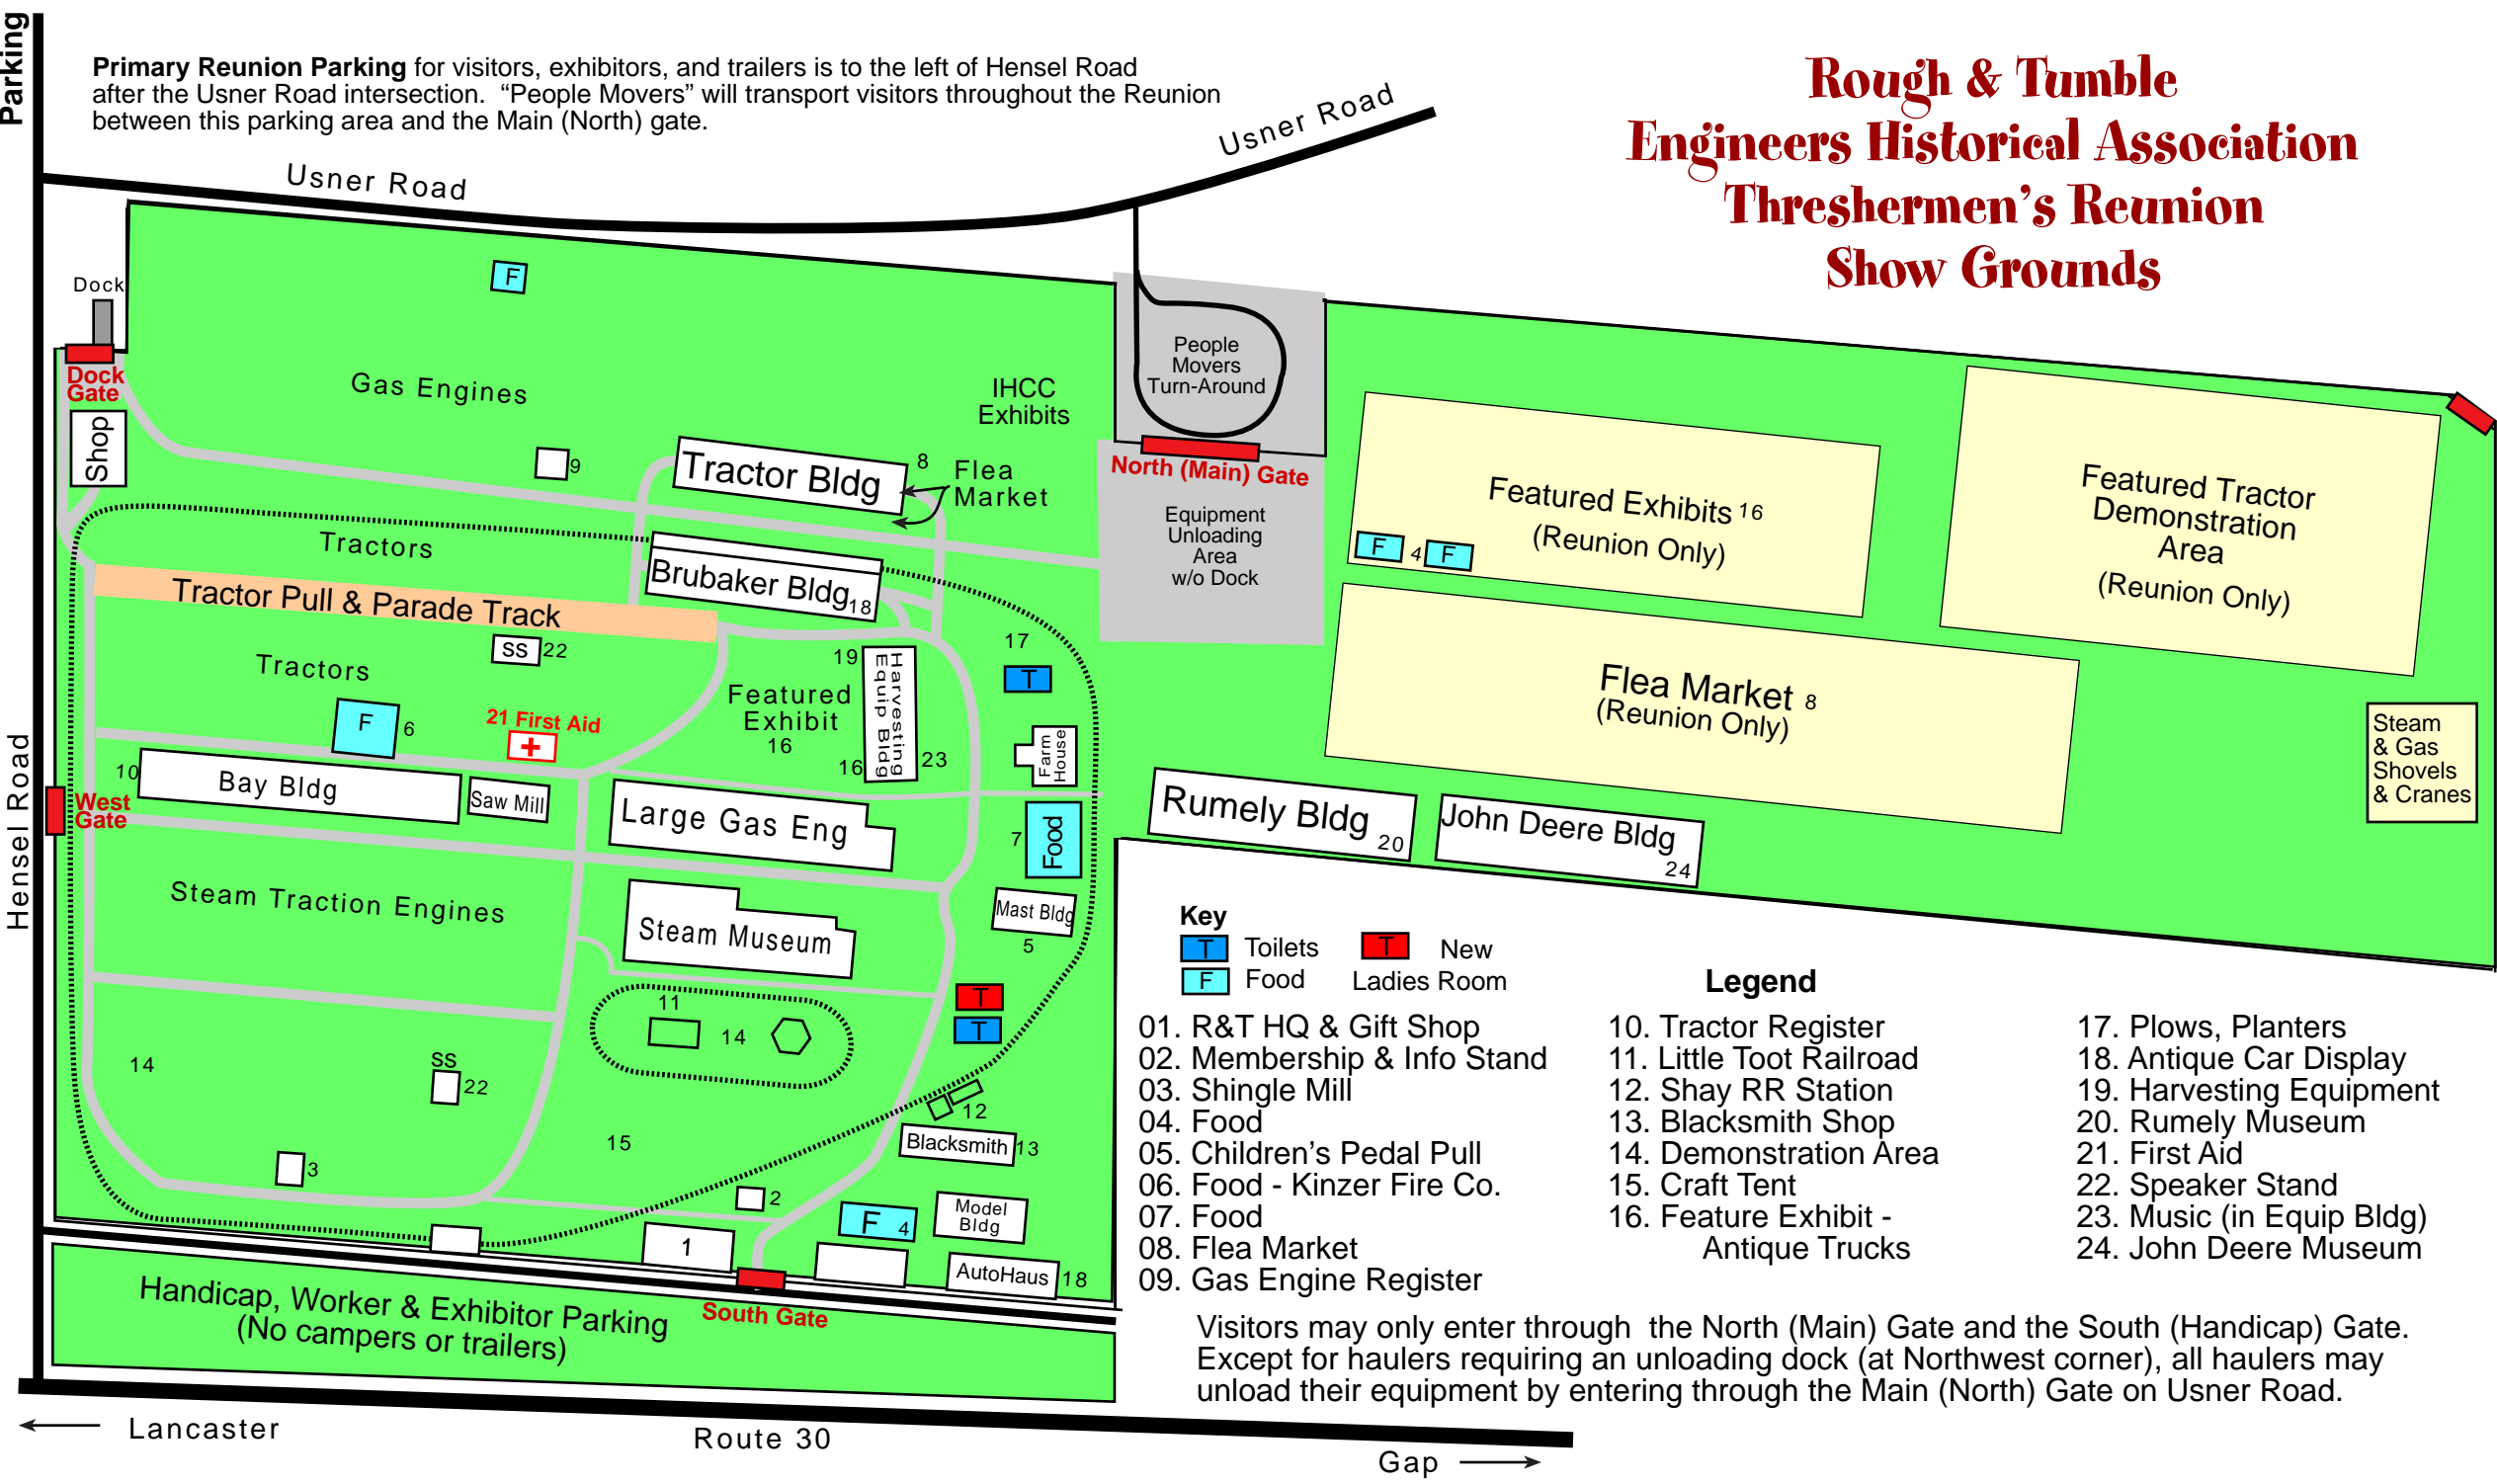 Parking
Primary Reunion Parking for visitors, exhibitors, and trailers is to the left of Hensel Road
after the Usner Road intersection.  “People Movers” will transport visitors throughout the Reunion
between this parking area and the Main (North) gate.
Rough & Tumble
Engineers Historical Association
Threshermen’s Reunion
Show Grounds
Usner Road
Usner Road
Dock
F
Dock
Gate
Shop
Gas Engines
IHCC
Exhibits
People
Movers
Turn-Around
North (Main) Gate
Equipment
Unloading
Area
w/o Dock
9
Tractor Bldg
8
Flea
Market
Tractors
Brubaker Bldg 18
Tractor Pull & Parade Track
SS 22
Tractors
F 6
21 First Aid
Featured
Exhibit
16
19
Harvesting
Equip Bldg
16
23
17
T
Farm
House
Featured Exhibits 16
(Reunion Only)
F 4 F
Featured Tractor
Demonstration
Area
(Reunion Only)
Flea Market 8
(Reunion Only)
Steam
& Gas
Shovels
& Cranes
Hensel Road
West
Gate
10
Bay Bldg
Saw Mill
Large Gas Eng
7
Food
Rumely Bldg 20
John Deere Bldg
24
Steam Traction Engines
Steam Museum
Mast Bldg
5
T
T
11
14
14
SS
22
15
3
12
Blacksmith 13
2
1
F 4
Model
Bldg
AutoHaus 18
South Gate
Handicap, Worker & Exhibitor Parking
(No campers or trailers)
Key
T Toilets
F Food
T New
Ladies Room
Legend
01. R&T HQ & Gift Shop
02. Membership & Info Stand
03. Shingle Mill
04. Food
05. Children’s Pedal Pull
06. Food - Kinzer Fire Co.
07. Food
08. Flea Market
09. Gas Engine Register
10. Tractor Register
11. Little Toot Railroad
12. Shay RR Station
13. Blacksmith Shop
14. Demonstration Area
15. Craft Tent
16. Feature Exhibit -
Antique Trucks
17. Plows, Planters
18. Antique Car Display
19. Harvesting Equipment
20. Rumely Museum
21. First Aid
22. Speaker Stand
23. Music (in Equip Bldg)
24. John Deere Museum
Visitors may only enter through  the North (Main) Gate and the South (Handicap) Gate.
Except for haulers requiring an unloading dock (at Northwest corner), all haulers may
unload their equipment by entering through the Main (North) Gate on Usner Road.
Lancaster
Route 30
Gap